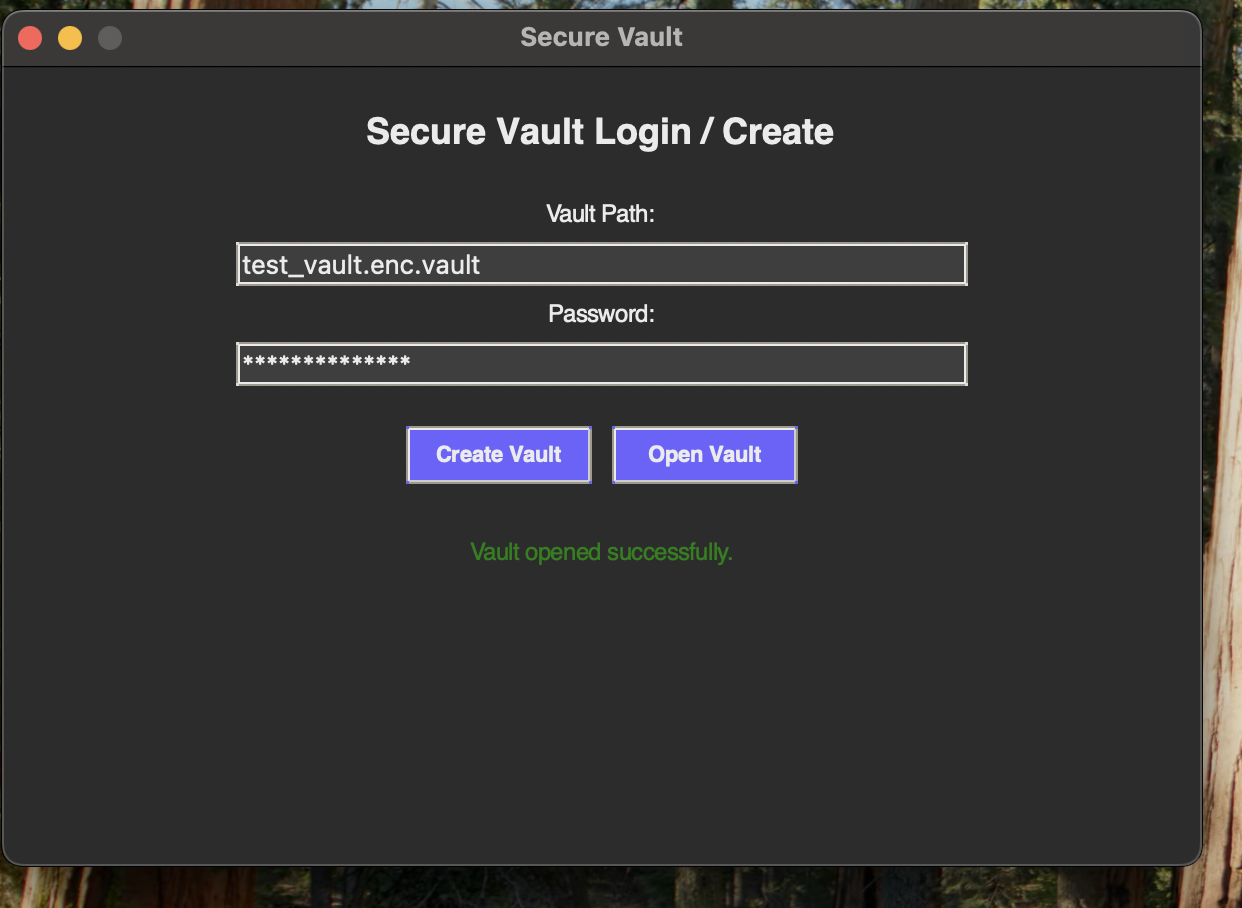 Secure Vault
Secure Vault Login / Create
Vault Path:
test_vault.enc.vault
Password:
**************
Create Vault
Open Vault
Vault opened successfully.